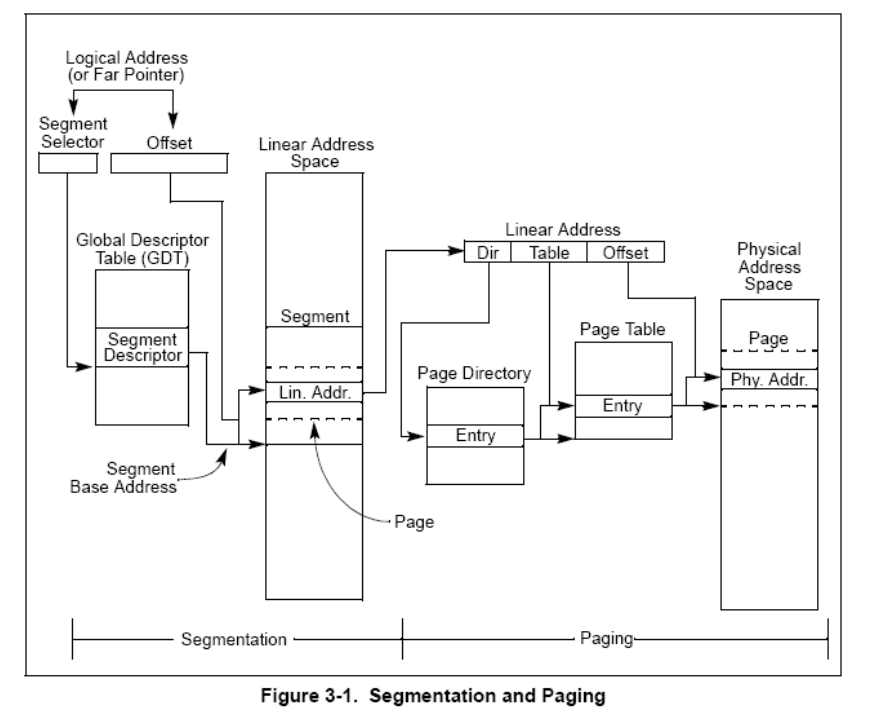 Logical Address
(or Far Pointer)
Segment
Selector
Offset
Linear Address
Space
Global Descriptor
Table (GDT)
Segment
Descriptor
Segment
Lin. Addr.
Segment
Base Address
Page
Linear Address
Dir
Table
Offset
Page Directory
Entry
Page Table
Entry
Physical
Address
Space
Page
Phy. Addr.
Segmentation
Paging
Figure 3-1. Segmentation and Paging